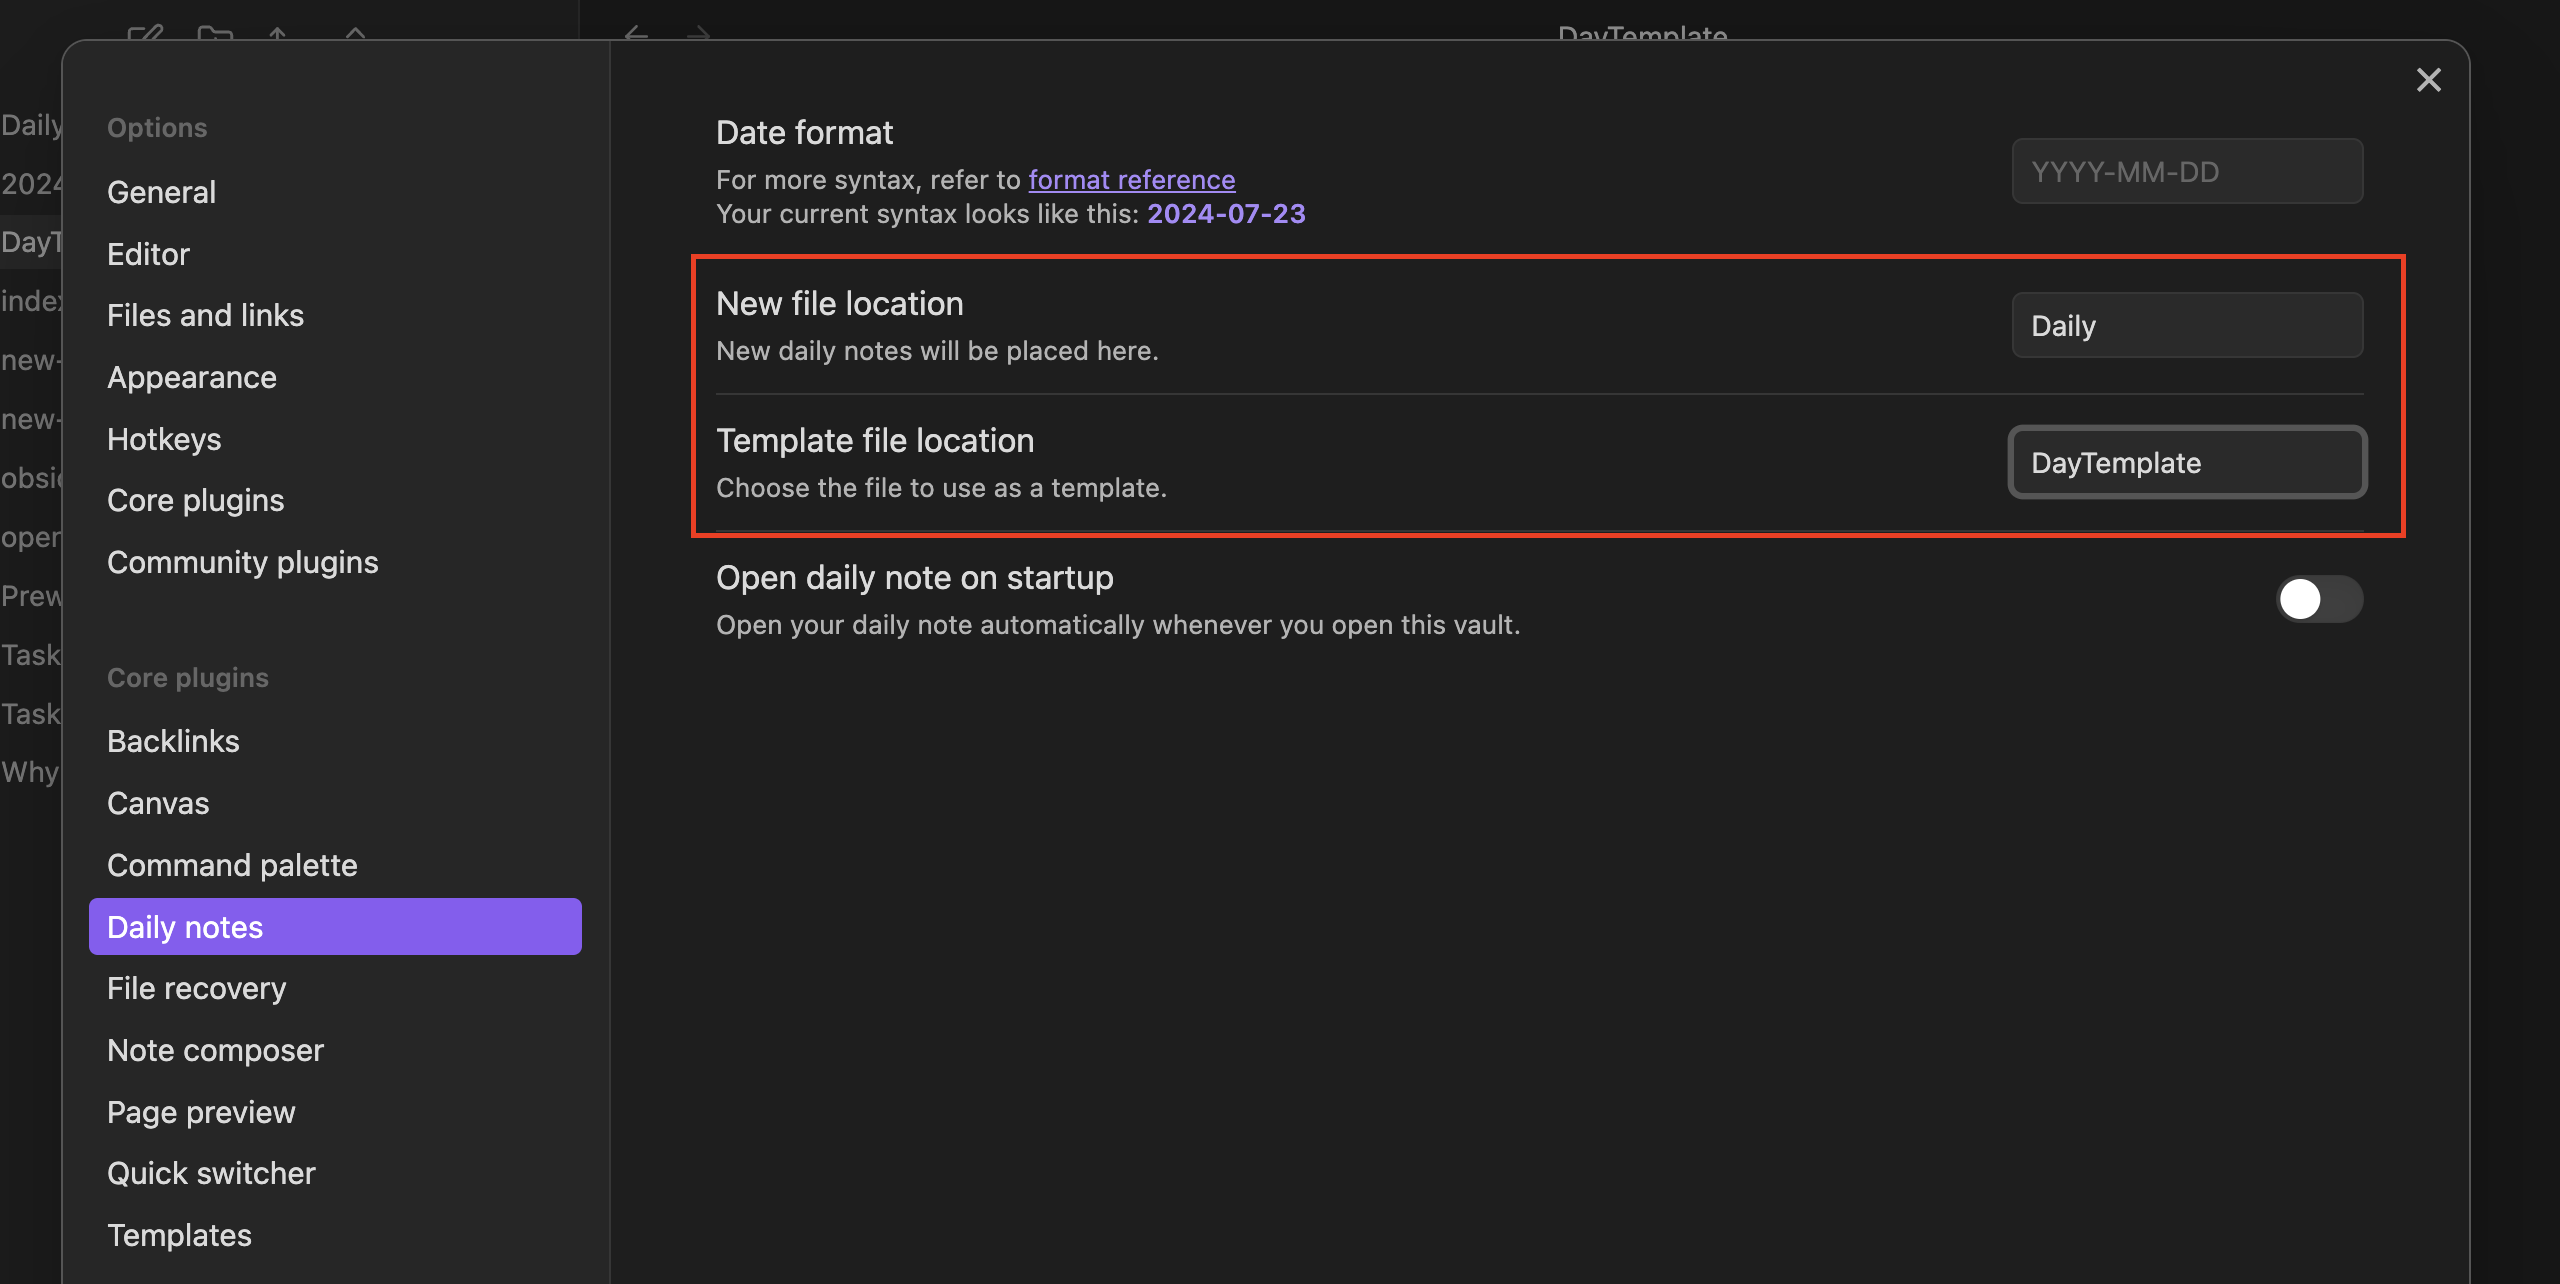 DayTemplate
Daily
2024
DayT
index
new-
new-
obsid
open
Prew
Task
Task
Why
Options
General
Editor
Files and links
Appearance
Hotkeys
Core plugins
Community plugins
Core plugins
Backlinks
Canvas
Command palette
Daily notes
File recovery
Note composer
Page preview
Quick switcher
Templates
Date format
For more syntax, refer to format reference
Your current syntax looks like this: 2024-07-23
YYYY-MM-DD
New file location
New daily notes will be placed here.
Daily
Template file location
Choose the file to use as a template.
DayTemplate
Open daily note on startup
Open your daily note automatically whenever you open this vault.